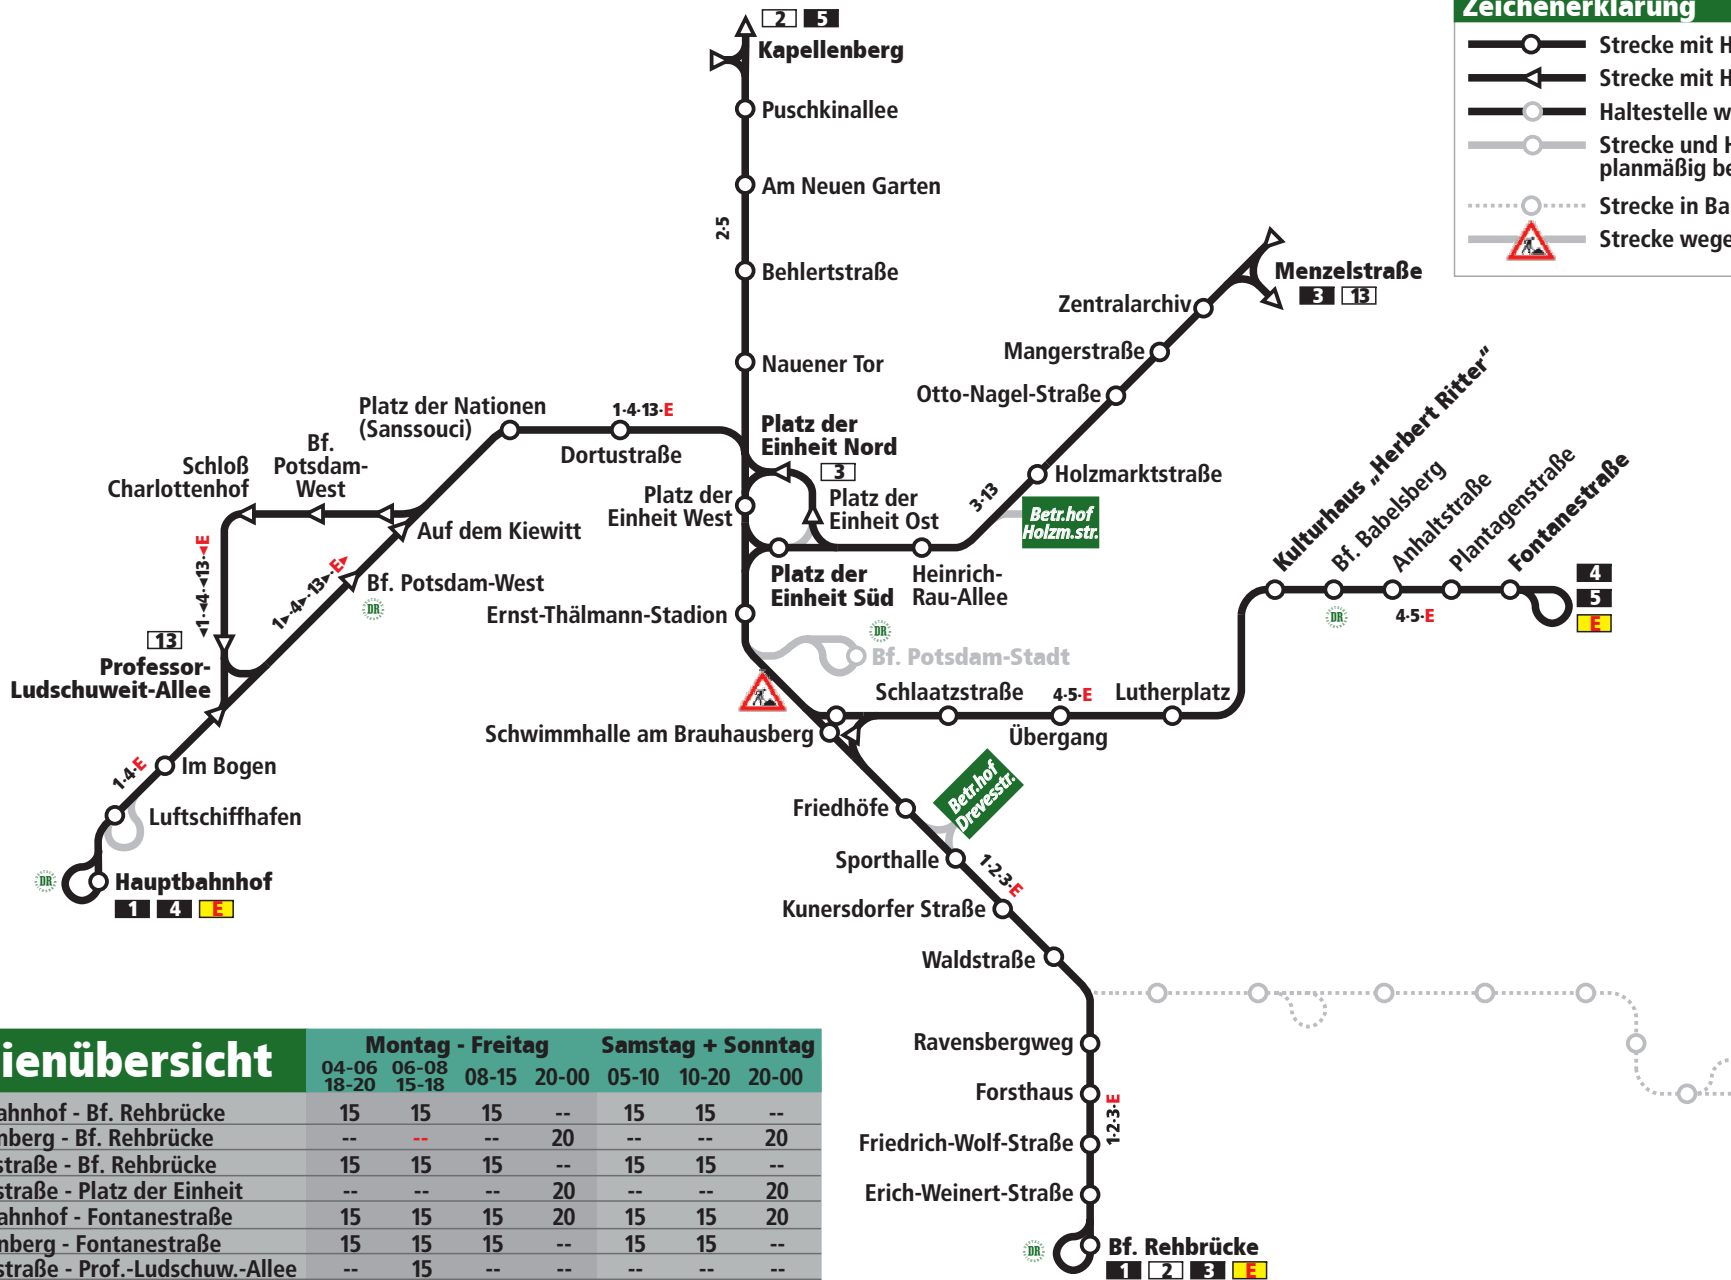 2 5
Kapellenberg
Puschkinallee
Am Neuen Garten
2·5
Behlertstraße
Nauener Tor
Zeichenerklärung
Strecke mit H
Strecke mit H
Haltestelle w
Strecke und H
planmäßig be
Strecke in Ba
Strecke wege
Menzelstraße
3 13
Zentralarchiv
Mangerstraße
Otto-Nagel-Straße
Holzmarktstraße
3·13
Betr.hof
Holzm.str.
Platz der Nationen
(Sanssouci)
1·4·13·E
Dortustraße
Platz der
Einheit Nord
3
Platz der
Einheit West
Platz der
Einheit Ost
Platz der
Einheit Süd
Heinrich-
Rau-Allee
Bf.
Potsdam-
West
Schloß
Charlottenhof
Auf dem Kiewitt
Bf. Potsdam-West
DR
◄1·◄4·◄13·◄E
1►4►13►E►
13
Professor-
Ludschuweit-Allee
Ernst-Thälmann-Stadion
DR
Bf. Potsdam-Stadt
Im Bogen
1·4·E
Luftschiffhafen
DR
Hauptbahnhof
1 4 E
Kulturhaus „Herbert Ritter“
Bf. Babelsberg
Anhaltstraße
Plantagenstraße
Fontanestraße
DR
4·5·E
4
5
E
Schlaatzstraße
4·5·E
Lutherplatz
Übergang
Schwimmhalle am Brauhausberg
Friedhöfe
Betr.hof
Drevesstr.
Sporthalle
1·2·3·E
Kunersdorfer Straße
Waldstraße
Ravensbergweg
Forsthaus
1·2·3·E
Friedrich-Wolf-Straße
Erich-Weinert-Straße
DR
Bf. Rehbrücke
1 2 3 E
ienübersicht
Montag - Freitag Samstag + Sonntag
04-06 06-08
18-20 15-18 08-15 20-00 05-10 10-20 20-00
ahnhof - Bf. Rehbrücke 15 15 15 -- 15 15 --
nberg - Bf. Rehbrücke -- -- -- 20 -- -- 20
straße - Bf. Rehbrücke 15 15 15 -- 15 15 --
straße - Platz der Einheit -- -- -- 20 -- -- 20
ahnhof - Fontanestraße 15 15 15 20 15 15 20
nberg - Fontanestraße 15 15 15 -- 15 15 --
straße - Prof.-Ludschuw.-Allee -- 15 -- -- -- -- --